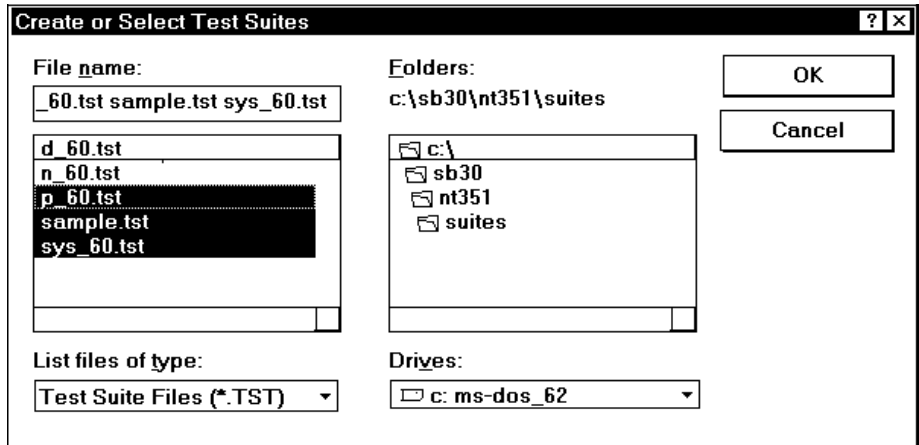 Create or Select Test Suites
File name:
_60.tst sample.tst sys_60.tst
d_60.tst
n_60.tst
p_60.tst
sample.tst
sys_60.tst
List files of type:
Test Suite Files (*.TST)
Folders:
c:\sb30\nt351\suites
c:\
sb30
nt351
suites
Drives:
c: ms-dos_62
OK
Cancel